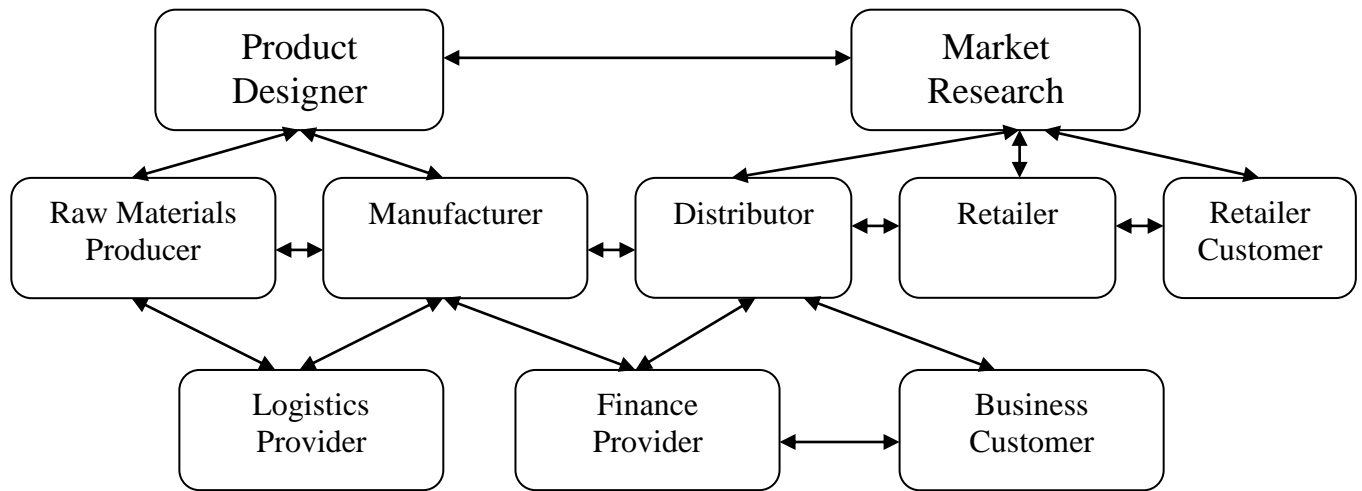 Product
Designer
Market
Research
Raw Materials
Producer
Manufacturer
Distributor
Retailer
Retailer
Customer
Logistics
Provider
Finance
Provider
Business
Customer